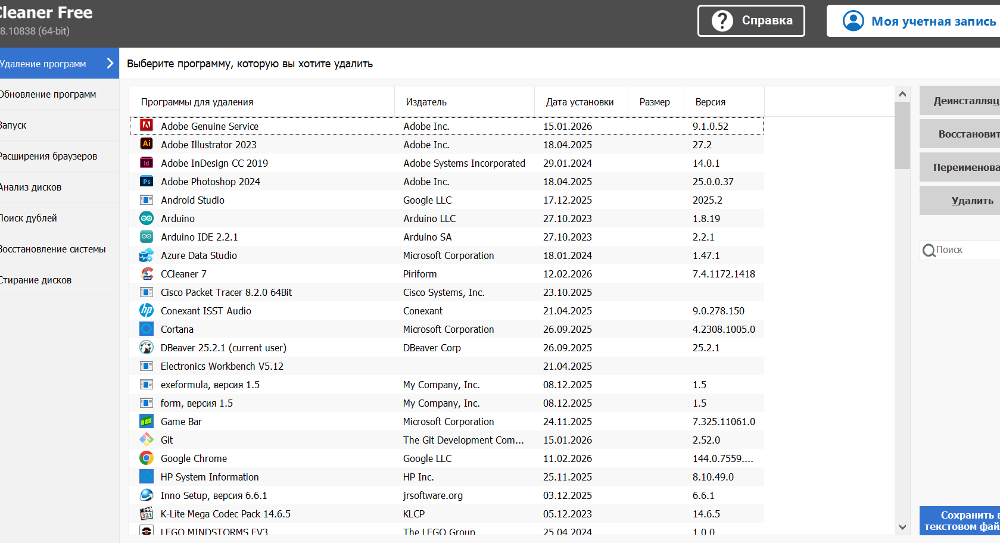 Cleaner Free
8.10838 (64-bit)
Справка
Моя учетная запись
Удаление программ
Выберите программу, которую вы хотите удалить
Обновление программ
Запуск
Расширения браузеров
Анализ дисков
Поиск дублей
Восстановление системы
Стирание дисков
Программы для удаления Издатель Дата установки Размер Версия
Adobe Genuine Service Adobe Inc. 15.01.2026 9.1.0.52
Adobe Illustrator 2023 Adobe Inc. 18.04.2025 27.2
Adobe InDesign CC 2019 Adobe Systems Incorporated 29.01.2024 14.0.1
Adobe Photoshop 2024 Adobe Inc. 18.04.2025 25.0.0.37
Android Studio Google LLC 17.12.2025 2025.2
Arduino Arduino LLC 27.10.2023 1.8.19
Arduino IDE 2.2.1 Arduino SA 27.10.2023 2.2.1
Azure Data Studio Microsoft Corporation 18.01.2024 1.47.1
CCleaner 7 Piriform 12.02.2026 7.4.1172.1418
Cisco Packet Tracer 8.2.0 64Bit Cisco Systems, Inc. 23.10.2025
Conexant ISST Audio Conexant 21.04.2025 9.0.278.150
Cortana Microsoft Corporation 26.09.2025 4.2308.1005.0
DBeaver 25.2.1 (current user) DBeaver Corp 26.09.2025 25.2.1
Electronics Workbench V5.12 21.04.2025
exeformula, версия 1.5 My Company, Inc. 08.12.2025 1.5
form, версия 1.5 My Company, Inc. 08.12.2025 1.5
Game Bar Microsoft Corporation 24.11.2025 7.325.11061.0
Git The Git Development Com... 15.01.2026 2.52.0
Google Chrome Google LLC 11.02.2026 144.0.7559....
HP System Information HP Inc. 25.11.2025 8.10.49.0
Inno Setup, версия 6.6.1 jrsoftware.org 03.12.2025 6.6.1
K-Lite Mega Codec Pack 14.6.5 KLCP 05.12.2023 14.6.5
LEGO MINDSTORMS EV3 The LEGO Group 25.04.2024 1.0.0
Деинсталляц
Восстановит
Переименова
Удалить
Поиск
Сохранить в
текстовом фай